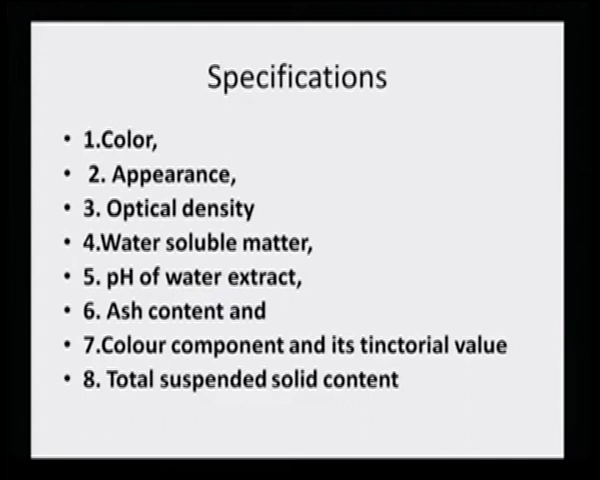 Specifications
• 1.Color,
• 2. Appearance,
• 3. Optical density
• 4.Water soluble matter,
• 5. pH of water extract,
• 6. Ash content and
• 7.Colour component and its tinctorial value
• 8. Total suspended solid content